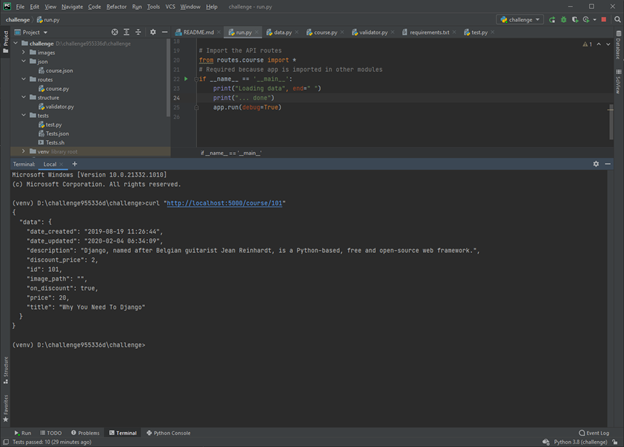 File Edit View Navigate Code Refactor Run Tools VCS Window Help challenge - run.py
challenge run.py challenge
Project README.md run.py data.py course.py validator.py requirements.txt test.py
challenge D:\challenge955336d\challenge
images
json
course.json
routes
course.py
structure
validator.py
tests
test.py
Tests.json
Tests.sh
venv library root
# Import the API routes
from routes.course import *
# Required because app is imported in other modules
if __name__ == '__main__':
print("Loading data", end=" ")
print("... done")
app.run(debug=True)
if __name__ == '__main__'
1
Project
Database
SciView
Terminal Local +
Microsoft Windows [Version 10.0.21332.1010]
(c) Microsoft Corporation. All rights reserved.
(venv) D:\challenge955336d\challenge>curl "http://localhost:5000/course/101"
{
"data": {
"date_created": "2019-08-19 11:26:44",
"date_updated": "2020-02-04 06:34:09",
"description": "Django, named after Belgian guitarist Jean Reinhardt, is a Python-based, free and open-source web framework.",
"discount_price": 2,
"id": 101,
"image_path": "",
"on_discount": true,
"price": 20,
"title": "Why You Need To Django"
}
}
(venv) D:\challenge955336d\challenge>
Structure
Favorites
Run TODO Problems Terminal Python Console Event Log
Tests passed: 10 (29 minutes ago) Python 3.8 (challenge)